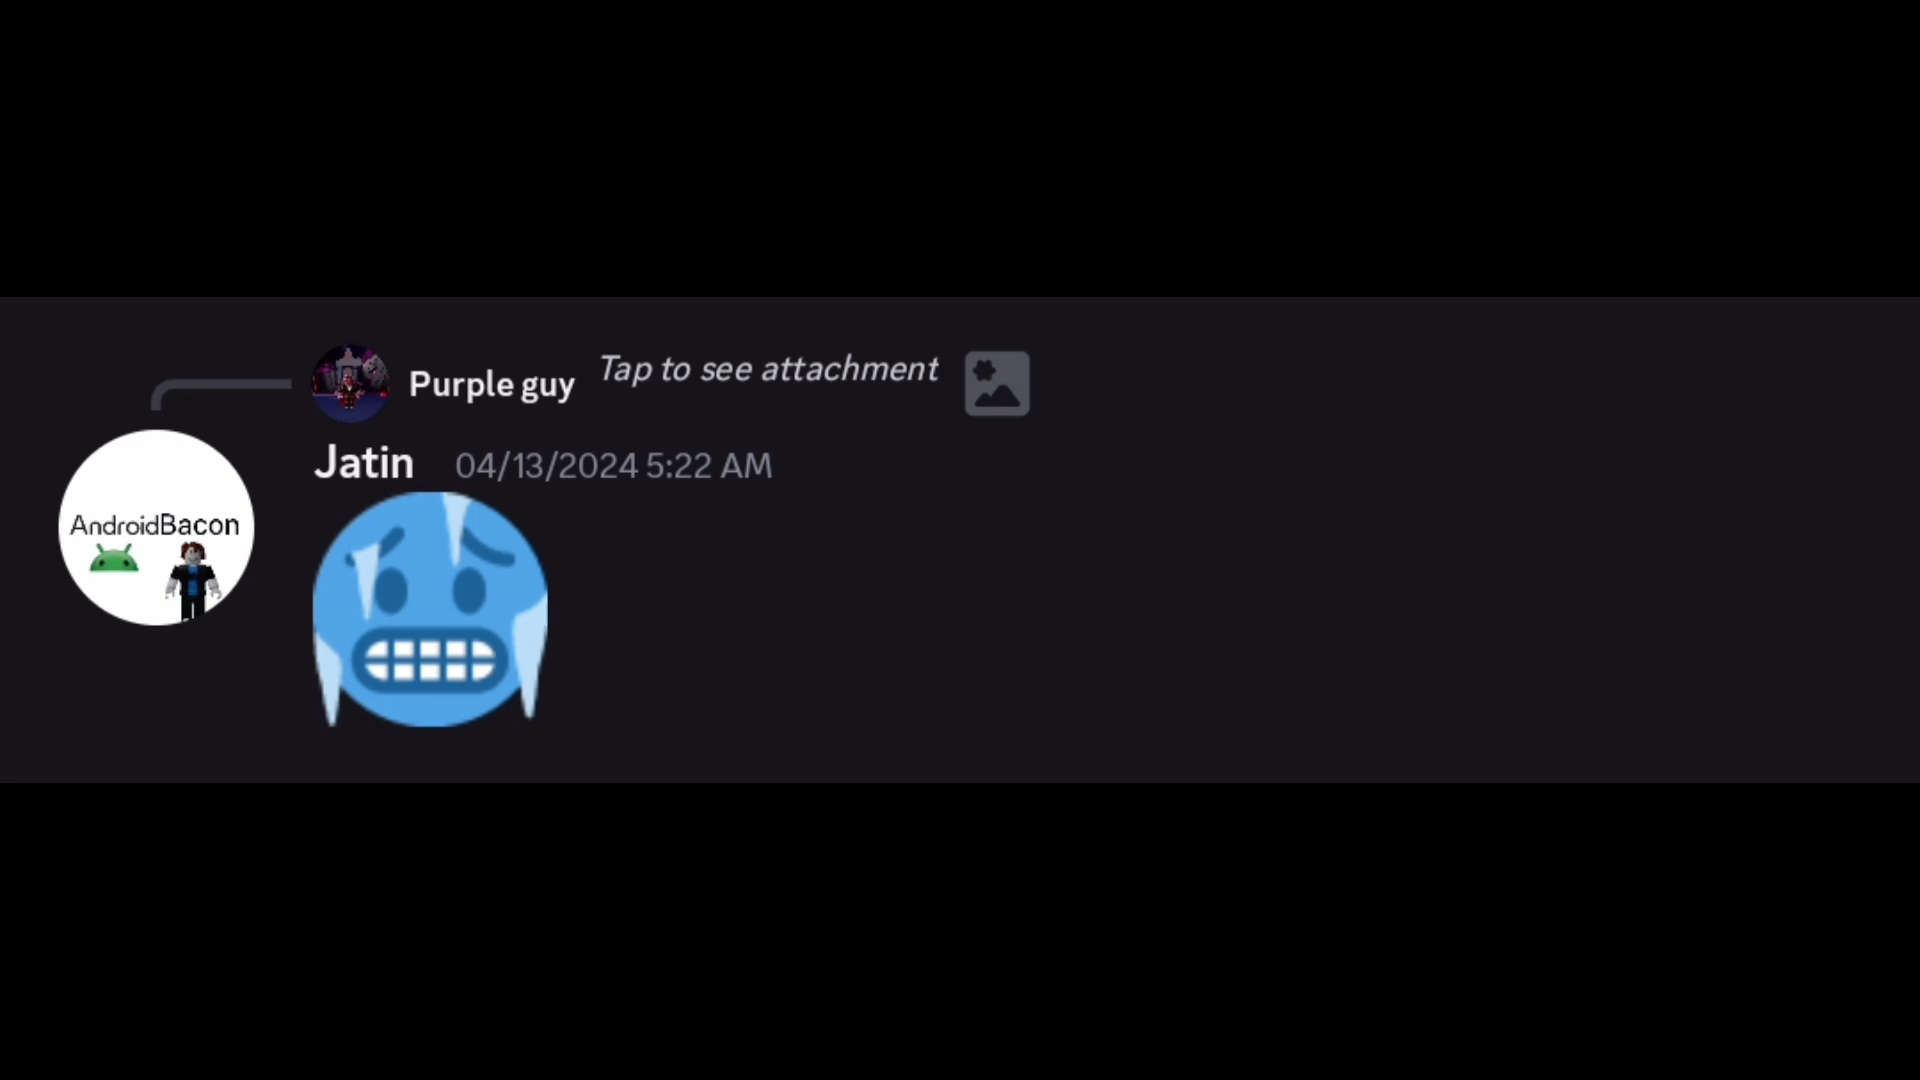 Purple guy Tap to see attachment
Jatin 04/13/2024 5:22 AM
AndroidBacon